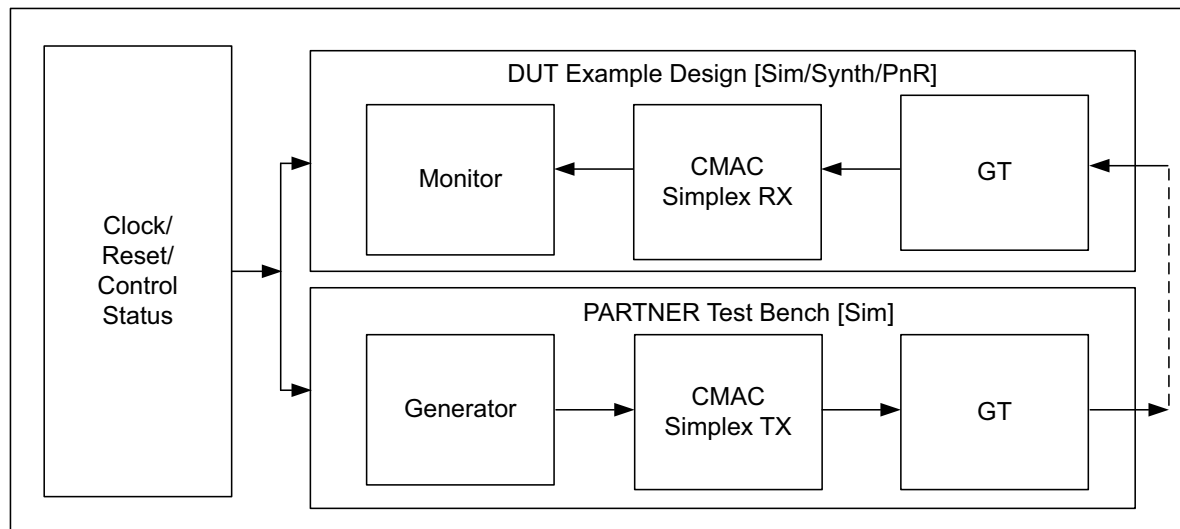 Clock/
Reset/
Control
Status
DUT Example Design [Sim/Synth/PnR]
Monitor
CMAC
Simplex RX
GT
PARTNER Test Bench [Sim]
Generator
CMAC
Simplex TX
GT